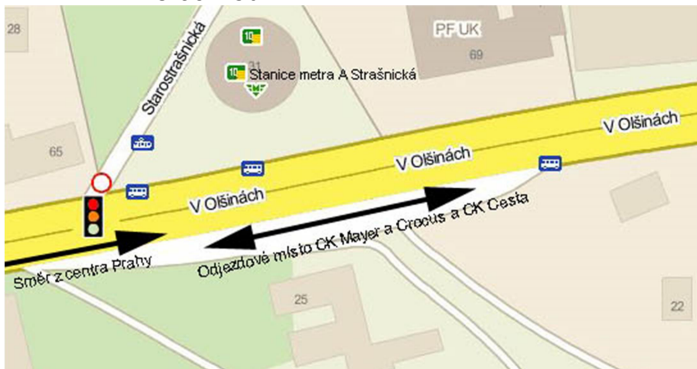 28
PF UK
69
Starostrašnická
31
Stanice metra A Strašnická
65
V Olšinách
V Olšinách
V Olšinách
Směr z centra Prahy
Odjezdové místo CK Mayer a Crocus a CK Cesta
25
22